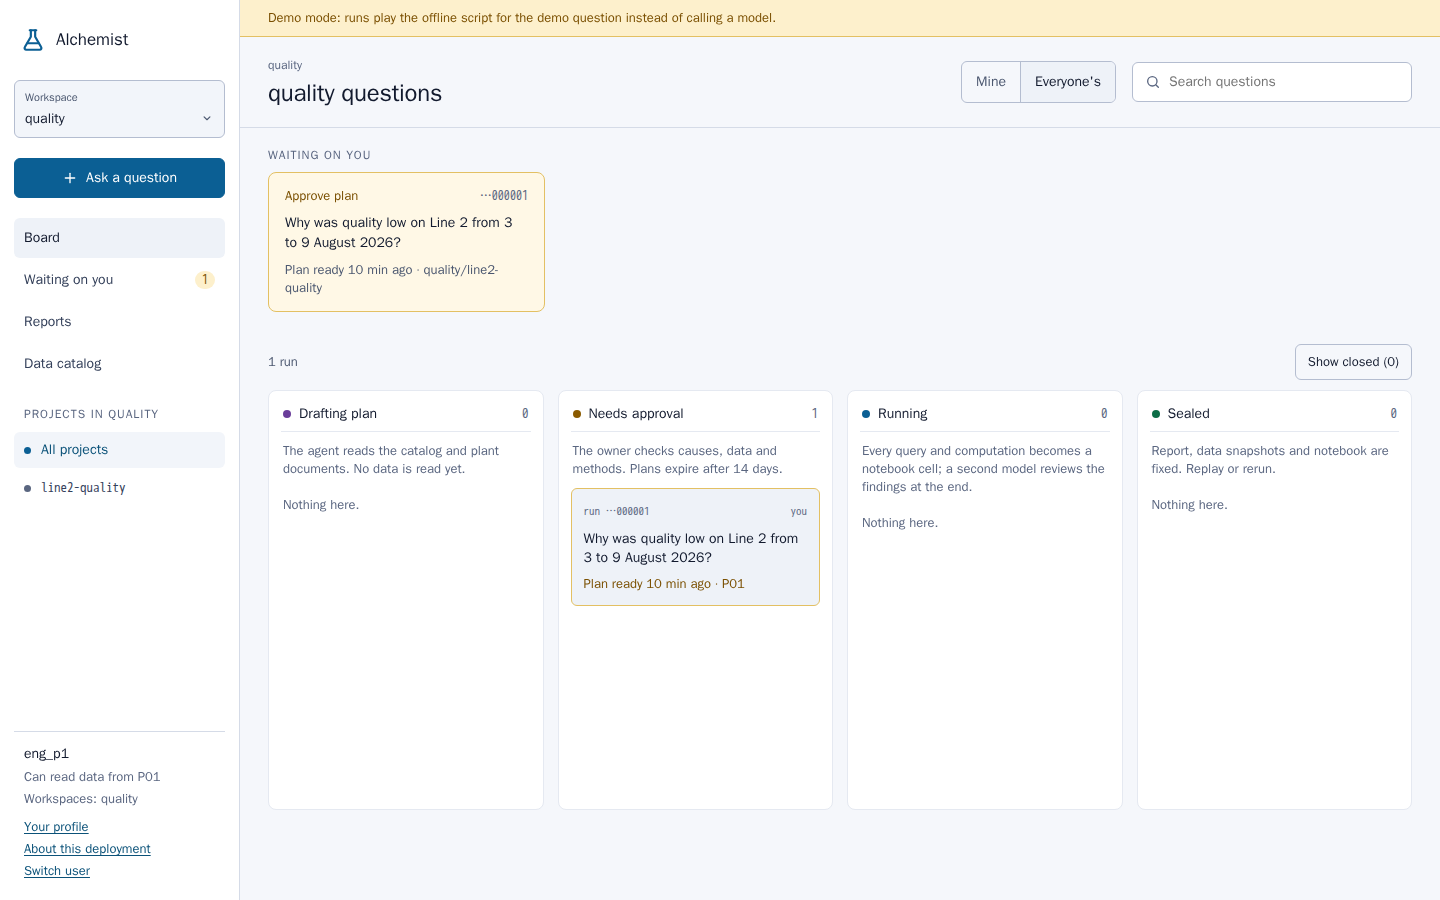 Alchemist
Workspace
quality
Ask a question
Board
Waiting on you 1
Reports
Data catalog
PROJECTS IN QUALITY
All projects
line2-quality
eng_p1
Can read data from P01
Workspaces: quality
Your profile
About this deployment
Switch user
Demo mode: runs play the offline script for the demo question instead of calling a model.
quality
quality questions
Mine Everyone's
Search questions
WAITING ON YOU
Approve plan ···000001
Why was quality low on Line 2 from 3
to 9 August 2026?
Plan ready 10 min ago · quality/line2-
quality
1 run
Show closed (0)
Drafting plan 0
The agent reads the catalog and plant
documents. No data is read yet.
Nothing here.
Needs approval 1
The owner checks causes, data and
methods. Plans expire after 14 days.
run ···000001 you
Why was quality low on Line 2 from
3 to 9 August 2026?
Plan ready 10 min ago · P01
Running 0
Every query and computation becomes a
notebook cell; a second model reviews the
findings at the end.
Nothing here.
Sealed 0
Report, data snapshots and notebook are
fixed. Replay or rerun.
Nothing here.